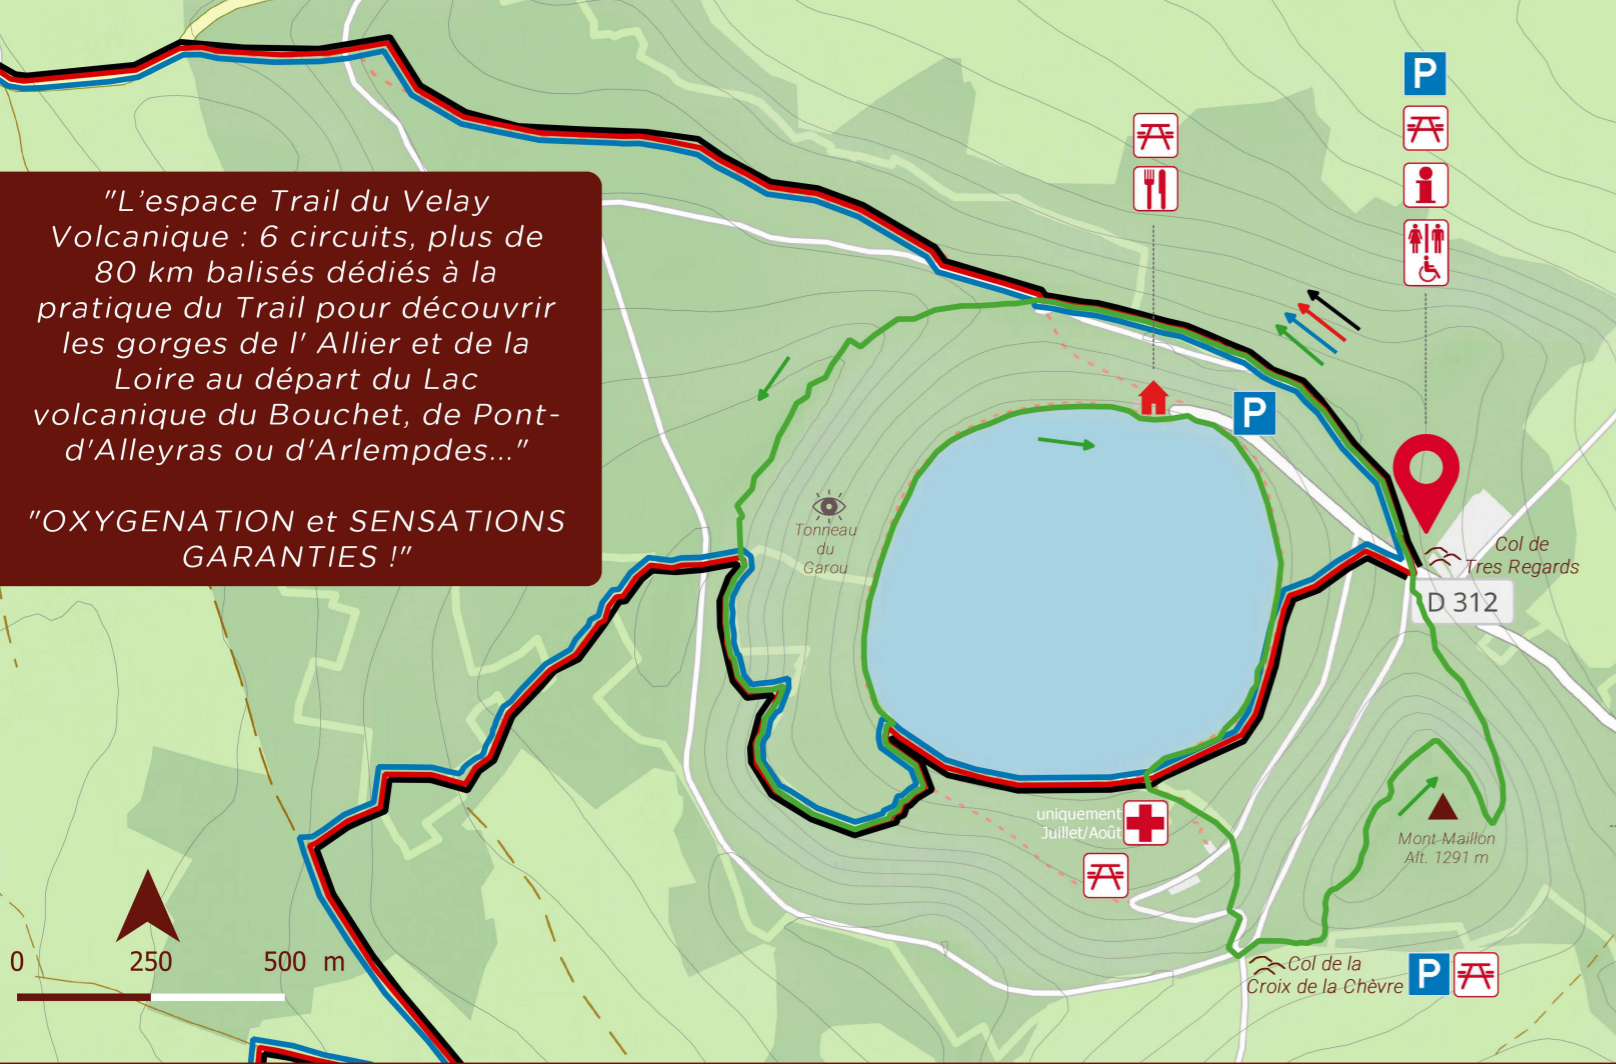 "L'espace Trail du Velay
Volcanique : 6 circuits, plus de
80 km balisés dédiés à la
pratique du Trail pour découvrir
les gorges de l' Allier et de la
Loire au départ du Lac
volcanique du Bouchet, de Pont-
d'Alleyras ou d'Arlempdes..."
"OXYGENATION et SENSATIONS
GARANTIES !"
P
P
Tonneau
du
Garou
Col de
Tres Regards
D 312
uniquement
Juillet/Août
Mont Maillon
Alt. 1291 m
Col de la
Croix de la Chèvre
P
0 250 500 m